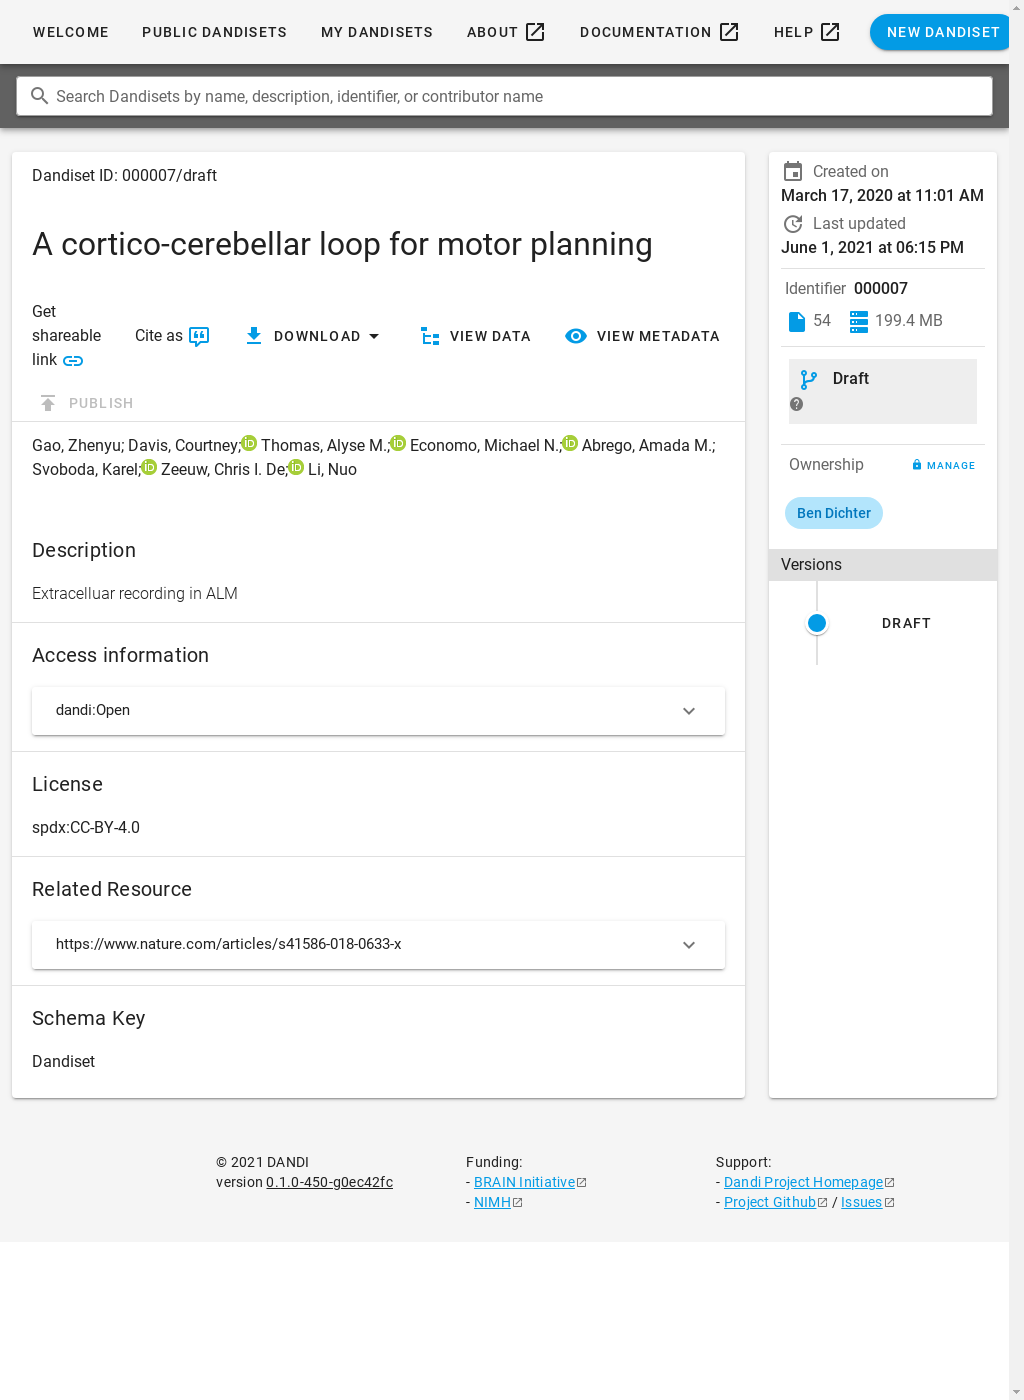 WELCOME PUBLIC DANDISETS MY DANDISETS ABOUT DOCUMENTATION HELP NEW DANDISET
Search Dandisets by name, description, identifier, or contributor name
Dandiset ID: 000007/draft
A cortico-cerebellar loop for motor planning
Get shareable link
Cite as
DOWNLOAD
VIEW DATA
VIEW METADATA
PUBLISH
Gao, Zhenyu; Davis, Courtney; Thomas, Alyse M.; Economo, Michael N.; Abrego, Amada M.;
Svoboda, Karel; Zeeuw, Chris I. De; Li, Nuo
Description
Extracelluar recording in ALM
Access information
dandi:Open
License
spdx:CC-BY-4.0
Related Resource
https://www.nature.com/articles/s41586-018-0633-x
Schema Key
Dandiset
Created on
March 17, 2020 at 11:01 AM
Last updated
June 1, 2021 at 06:15 PM
Identifier 000007
54 199.4 MB
Draft
Ownership MANAGE
Ben Dichter
Versions
DRAFT
© 2021 DANDI
version 0.1.0-450-g0ec42fc
Funding:
- BRAIN Initiative
- NIMH
Support:
- Dandi Project Homepage
- Project Github / Issues